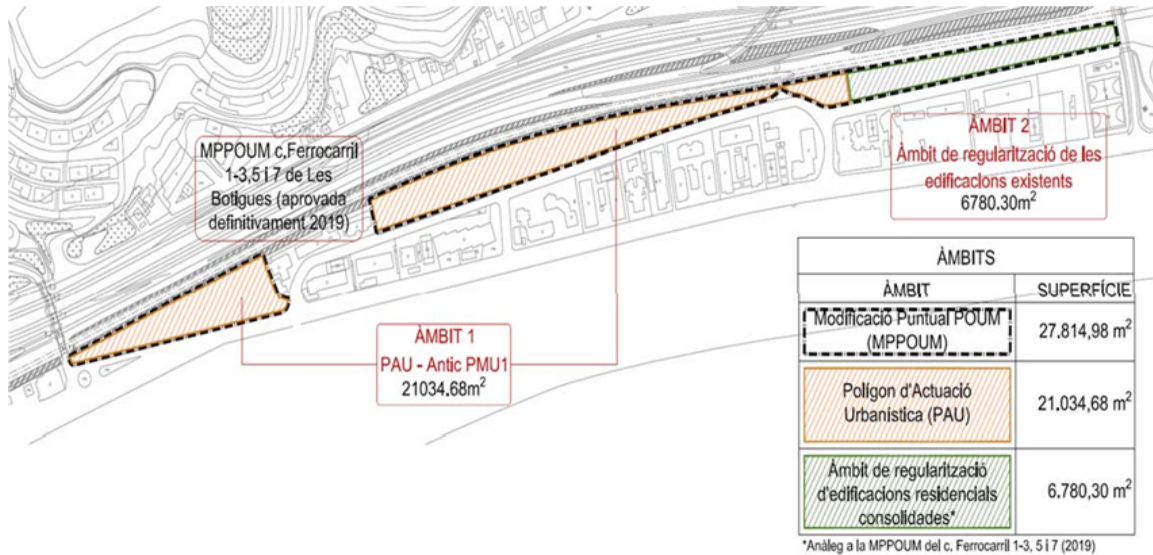 MPPOUM c,Ferrocarril
1-3,5 i 7 de Les
Botigues (aprovada
definitivament 2019)
ÀMBIT 2
Àmbit de regularització de les
edificacions existents
6780.30m²
ÀMBIT 1
PAU - Antic PMU1
21034.68m²
ÀMBITS
ÀMBIT SUPERFÍCIE
Modificació Puntual POUM
(MPPOUM)
27.814,98 m²
Polígon d'Actuació
Urbanística (PAU)
21.034,68 m²
Àmbit de regularització
d'edificacions residencials
consolidades*
6.780,30 m²
*Anàleg a la MPPOUM del c. Ferrocarril 1-3, 5 i 7 (2019)